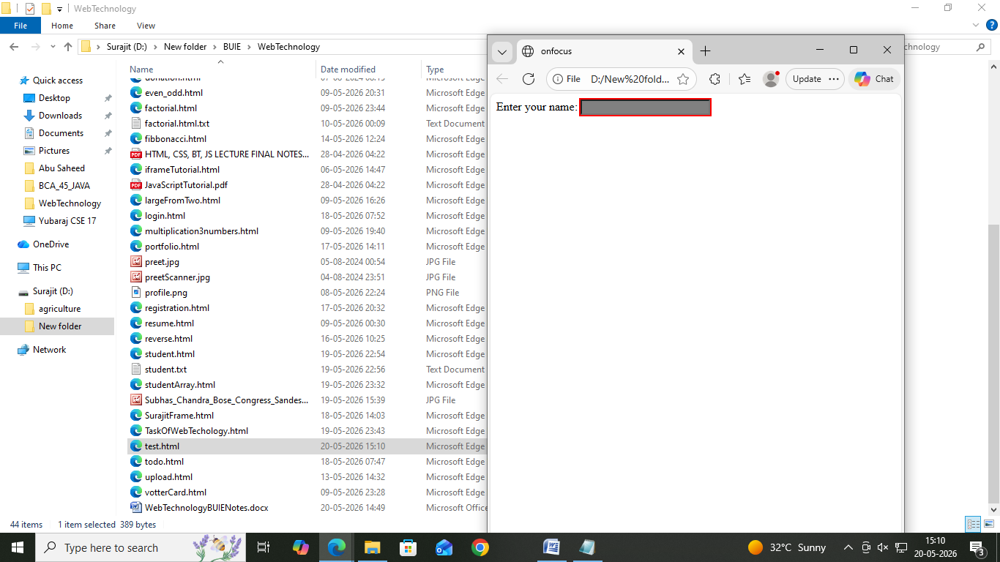 WebTechnology
File Home Share View
Surajit (D:) New folder BUIE WebTechnology
chnology
Name Date modified Type
Quick access
Desktop
Downloads
Documents
Pictures
Abu Saheed
BCA_45_JAVA
WebTechnology
Yubaraj CSE 17
OneDrive
This PC
Surajit (D:)
agriculture
New folder
Network
donation.html 07-08-2024 08:15 Microsoft Edge
even_odd.html 09-05-2026 20:31 Microsoft Edge
factorial.html 09-05-2026 23:44 Microsoft Edge
factorial.html.txt 10-05-2026 00:09 Text Document
fibbonacci.html 14-05-2026 12:24 Microsoft Edge
HTML, CSS, BT, JS LECTURE FINAL NOTES... 28-04-2026 04:22 Microsoft Edge
iframeTutorial.html 06-05-2026 14:47 Microsoft Edge
JavaScriptTutorial.pdf 28-04-2026 04:22 Microsoft Edge
largeFromTwo.html 09-05-2026 16:26 Microsoft Edge
login.html 18-05-2026 07:52 Microsoft Edge
multiplication3numbers.html 09-05-2026 19:40 Microsoft Edge
portfolio.html 17-05-2026 14:11 Microsoft Edge
preet.jpg 05-08-2024 00:54 JPG File
preetScanner.jpg 04-08-2024 23:51 JPG File
profile.png 08-05-2026 22:24 PNG File
registration.html 17-05-2026 20:32 Microsoft Edge
resume.html 09-05-2026 00:30 Microsoft Edge
reverse.html 16-05-2026 10:25 Microsoft Edge
student.html 19-05-2026 22:54 Microsoft Edge
student.txt 19-05-2026 22:56 Text Document
studentArray.html 19-05-2026 23:32 Microsoft Edge
Subhas_Chandra_Bose_Congress_Sandes... 19-05-2026 15:39 JPG File
SurajitFrame.html 18-05-2026 14:03 Microsoft Edge
TaskOfWebTechology.html 19-05-2026 23:43 Microsoft Edge
test.html 20-05-2026 15:10 Microsoft Edge
todo.html 18-05-2026 07:47 Microsoft Edge
upload.html 13-05-2026 14:32 Microsoft Edge
votterCard.html 09-05-2026 23:28 Microsoft Edge
WebTechnologyBUIENotes.docx 20-05-2026 14:49 Microsoft Office
onfocus
File D:/New%20fold... Update Chat
Enter your name:
44 items 1 item selected 389 bytes
Type here to search
32°C Sunny
15:10
20-05-2026
3